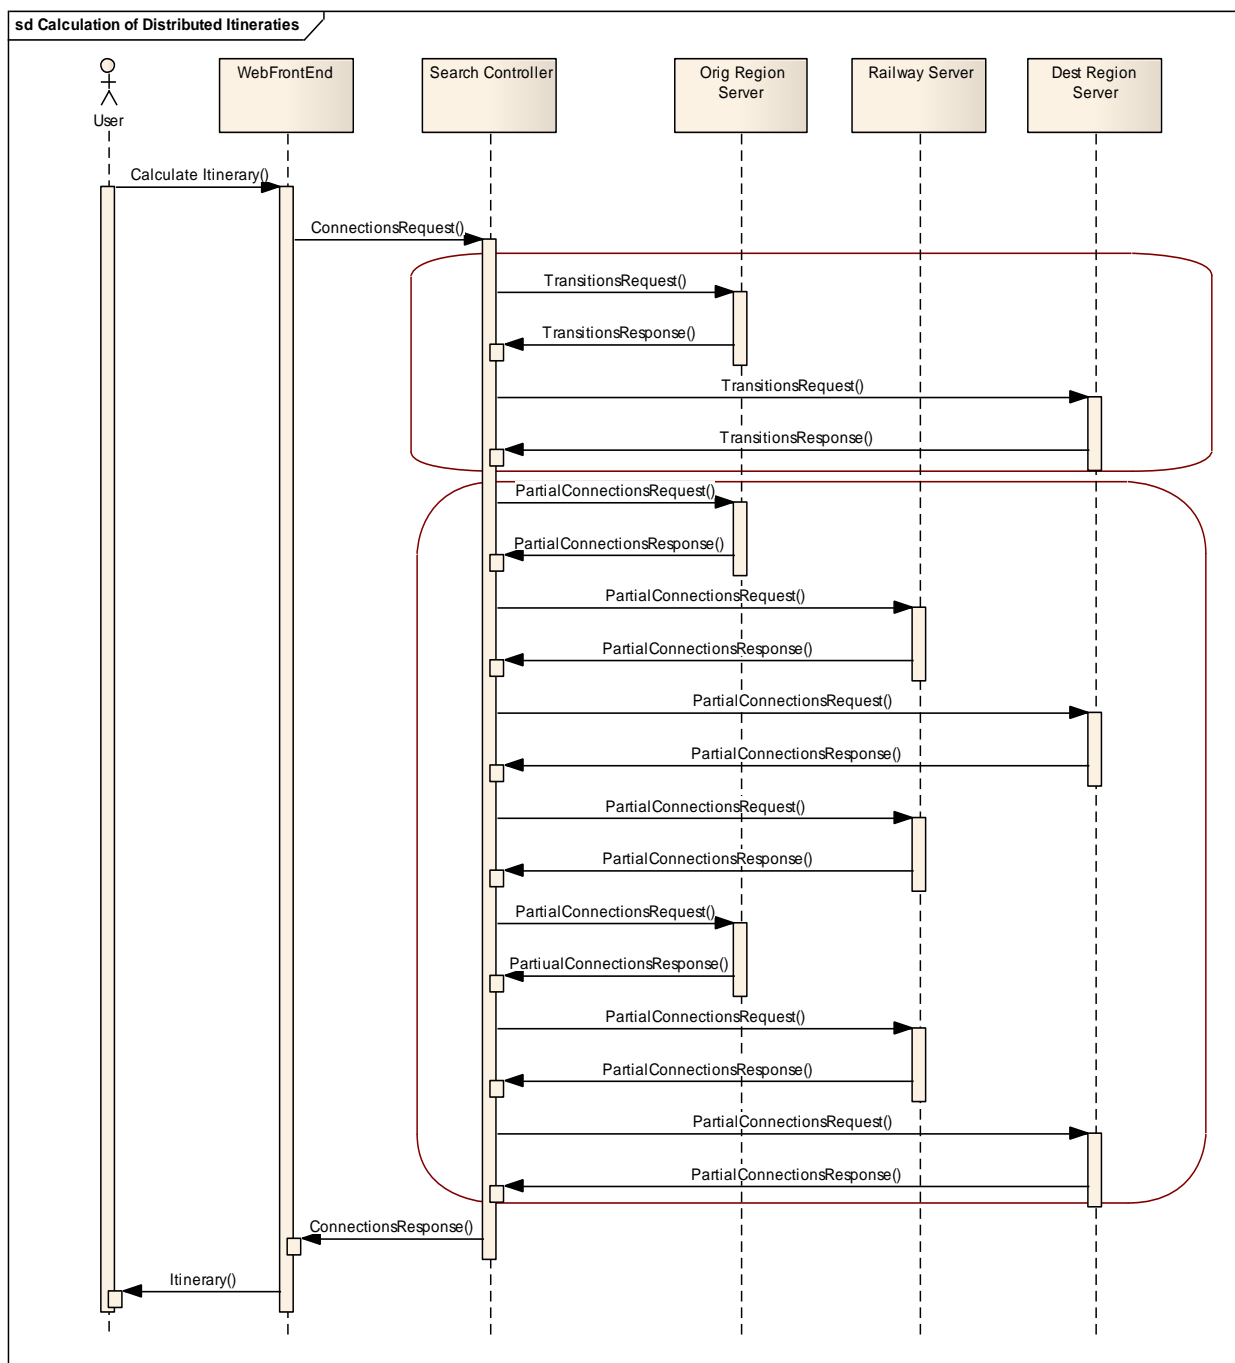 sd Calculation of Distributed Itineraties
User
WebFrontEnd
Search Controller
Orig Region
Server
Railway Server
Dest Region
Server
Calculate Itinerary()
ConnectionsRequest()
TransitionsRequest()
TransitionsResponse()
TransitionsRequest()
TransitionsResponse()
PartialConnectionsRequest()
PartialConnectionsResponse()
PartialConnectionsRequest()
PartialConnectionsResponse()
PartialConnectionsRequest()
PartialConnectionsResponse()
PartialConnectionsRequest()
PartialConnectionsResponse()
PartialConnectionsRequest()
PartiualConnectionsResponse()
PartialConnectionsRequest()
PartialConnectionsResponse()
PartialConnectionsRequest()
PartialConnectionsResponse()
ConnectionsResponse()
Itinerary()